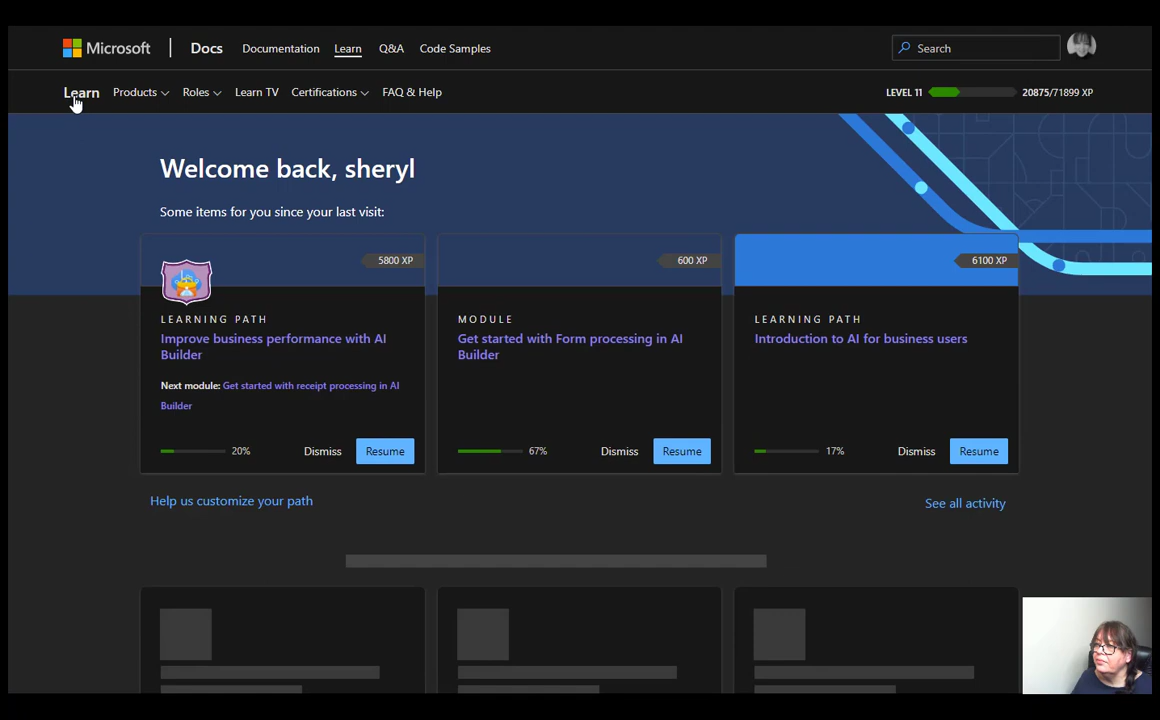 Microsoft Docs Documentation Learn Q&A Code Samples Search
Learn Products Roles Learn TV Certifications FAQ & Help LEVEL 11 20875/71899 XP
Welcome back, sheryl
Some items for you since your last visit:
5800 XP
LEARNING PATH
Improve business performance with AI
Builder
Next module: Get started with receipt processing in AI
Builder
20% Dismiss Resume
600 XP
MODULE
Get started with Form processing in AI
Builder
67% Dismiss Resume
6100 XP
LEARNING PATH
Introduction to AI for business users
17% Dismiss Resume
Help us customize your path
See all activity